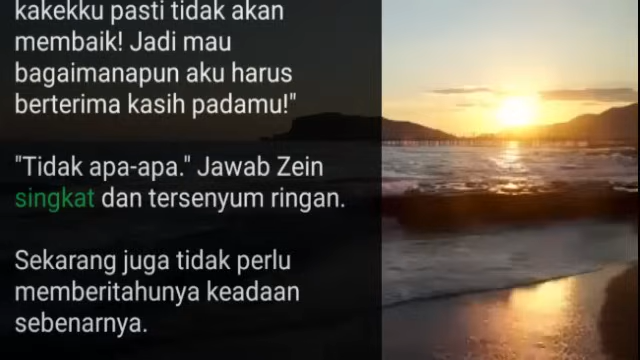 kakekku pasti tidak akan
membaik! Jadi mau
bagaimanapun aku harus
berterima kasih padamu!"
"Tidak apa-apa." Jawab Zein
singkat dan tersenyum ringan.
Sekarang juga tidak perlu
memberitahunya keadaan
sebenarnya.